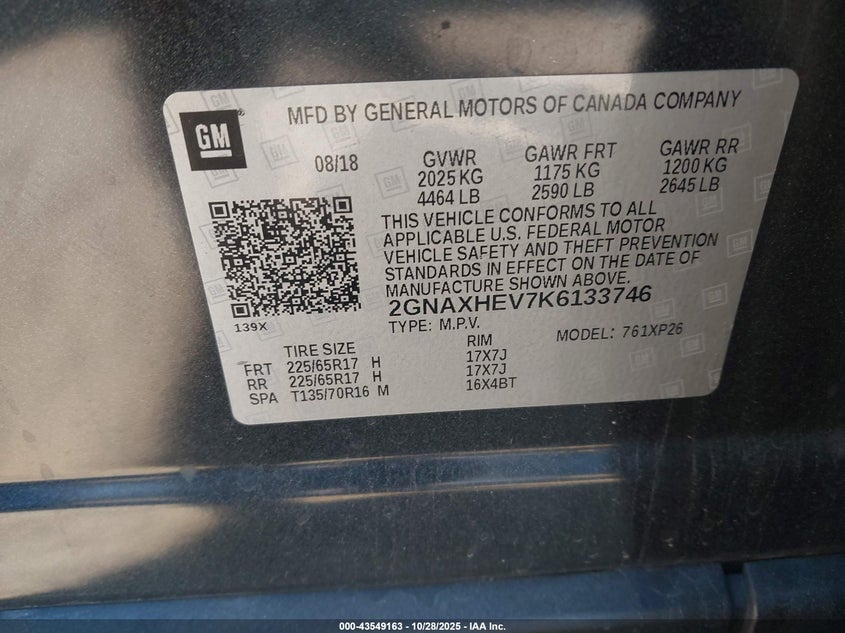 MFD BY GENERAL MOTORS OF CANADA COMPANY
GM
08/18
GVWR GAWR FRT GAWR RR
2025 KG 1175 KG 1200 KG
4464 LB 2590 LB 2645 LB
THIS VEHICLE CONFORMS TO ALL
APPLICABLE U.S. FEDERAL MOTOR
VEHICLE SAFETY AND THEFT PREVENTION
STANDARDS IN EFFECT ON THE DATE OF
MANUFACTURE SHOWN ABOVE.
2GNAXHEV7K6133746
139X
TYPE: M.P.V. MODEL: 761XP26
TIRE SIZE RIM
FRT 225/65R17 H 17X7J
RR 225/65R17 H 17X7J
SPA T135/70R16 M 16X4BT
000-43549163 - 10/28/2025 - IAA Inc.